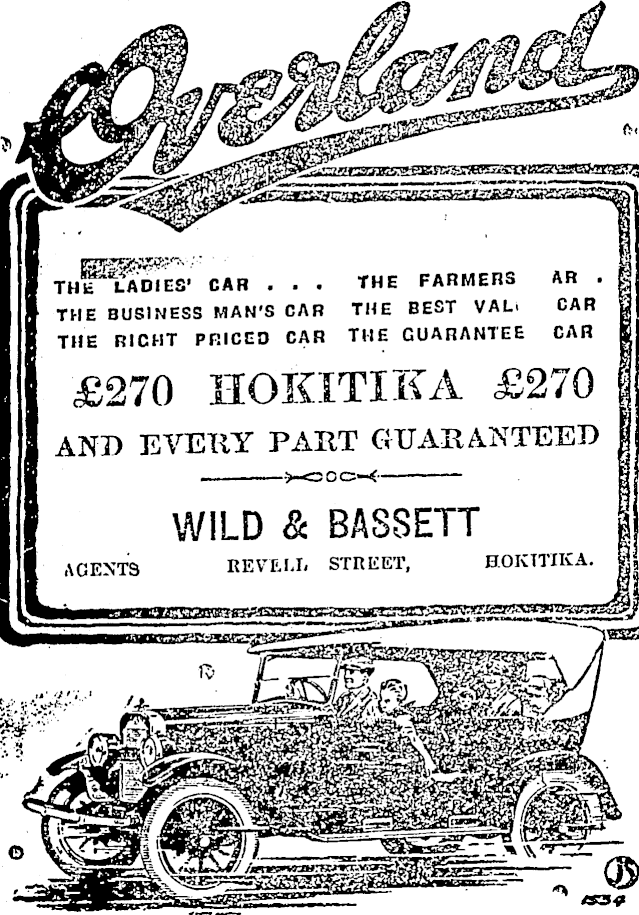 Overland
THE LADIES' CAR . . . THE FARMERS AR .
THE BUSINESS MAN'S CAR THE BEST VAL CAR
THE RIGHT PRICED CAR THE GUARANTEE CAR
£270 HOKITIKA £270
AND EVERY PART GUARANTEED
WILD & BASSETT
AGENTS REVELL STREET, HOKITIKA.
1534